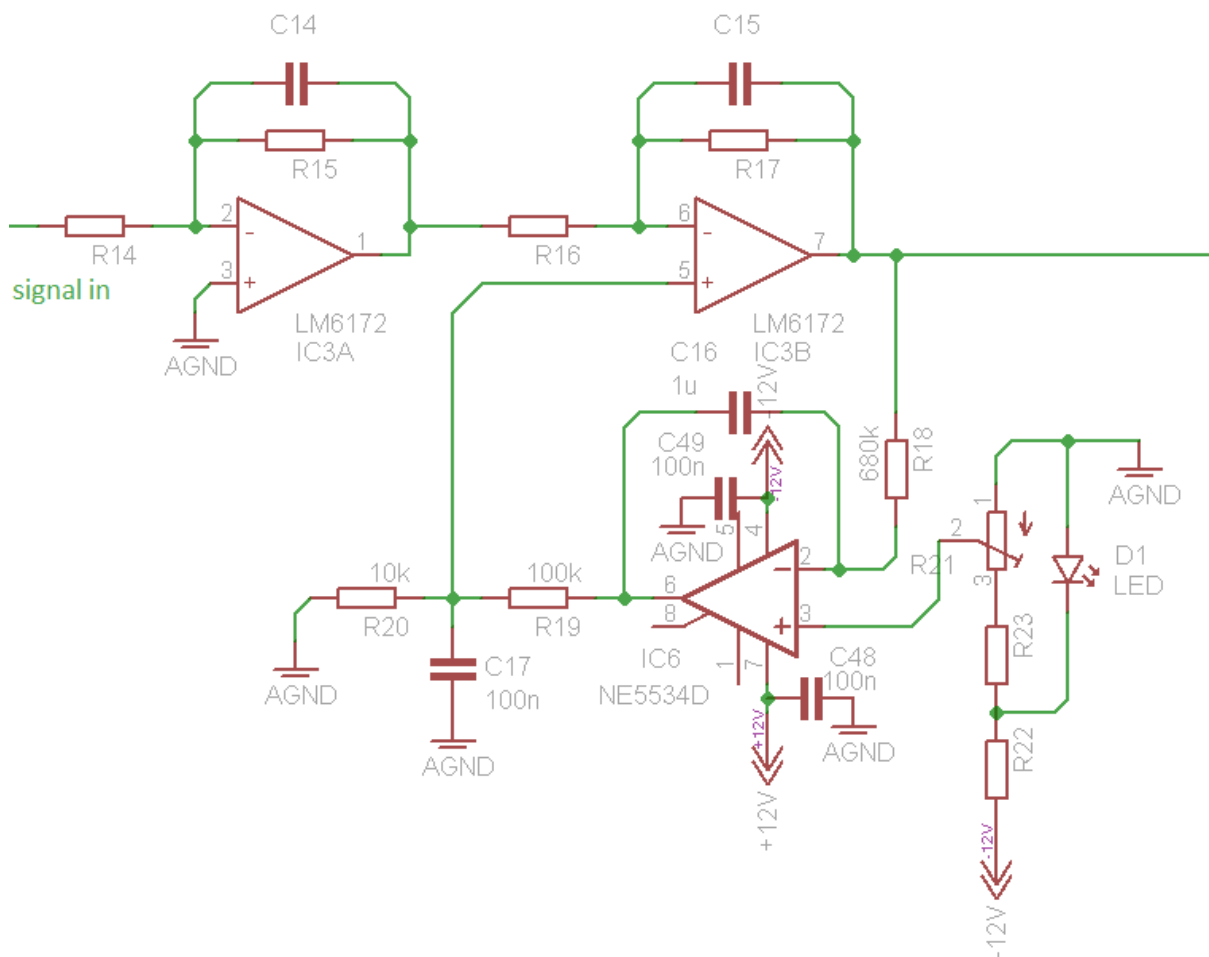 C14
C15
R15
R17
R14
2
-
3
+
1
R16
6
-
5
+
7
signal in
AGND
LM6172
IC3A
LM6172
IC3B
C16
1u
-12V
-12V
C49
100n
AGND
5
4
680k
R18
1
2
3
R21
AGND
D1
LED
10k
R20
100k
R19
6
8
2
-
3
+
1
7
IC6
NE5534D
C48
100n
R23
AGND
C17
100n
AGND
+12V
+12V
AGND
R22
-12V
-12V